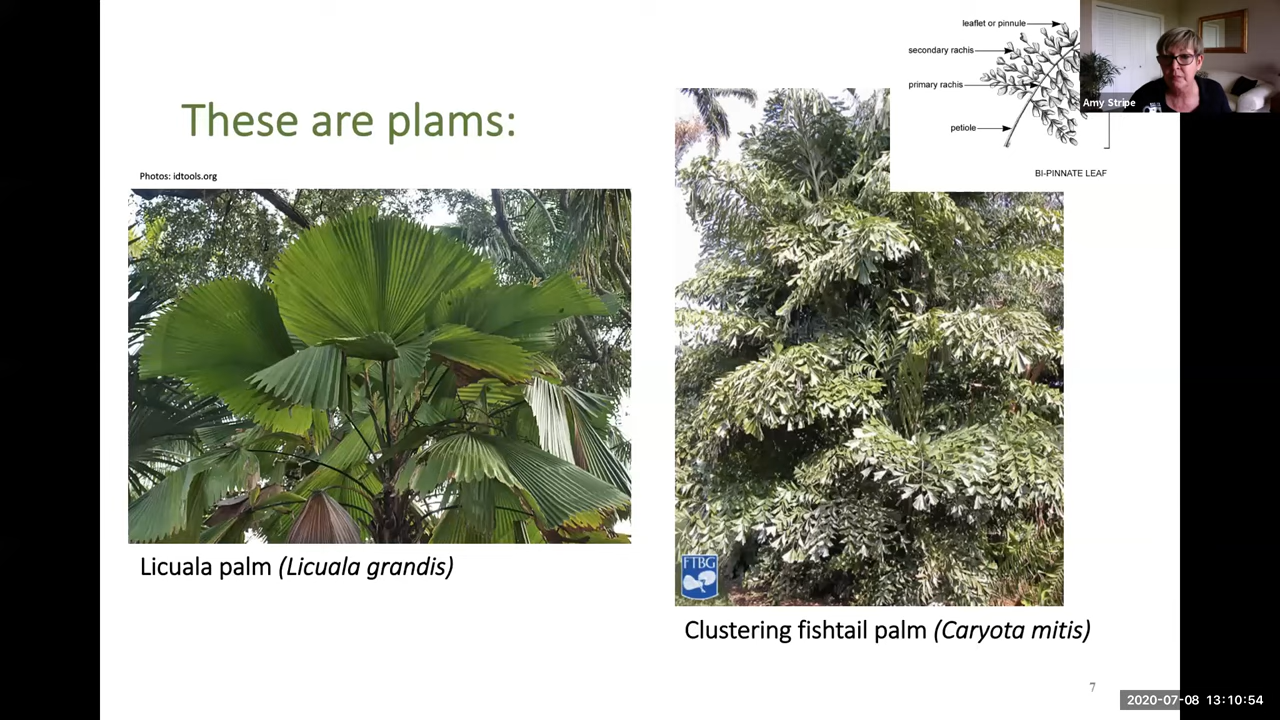 leaflet or pinnule
secondary rachis
primary rachis
petiole
BI-PINNATE LEAF
Amy Stripe
These are plams:
Photos: idtools.org
FTBG
Licuala palm (Licuala grandis)
Clustering fishtail palm (Caryota mitis)
7
2020-07-08 13:10:54